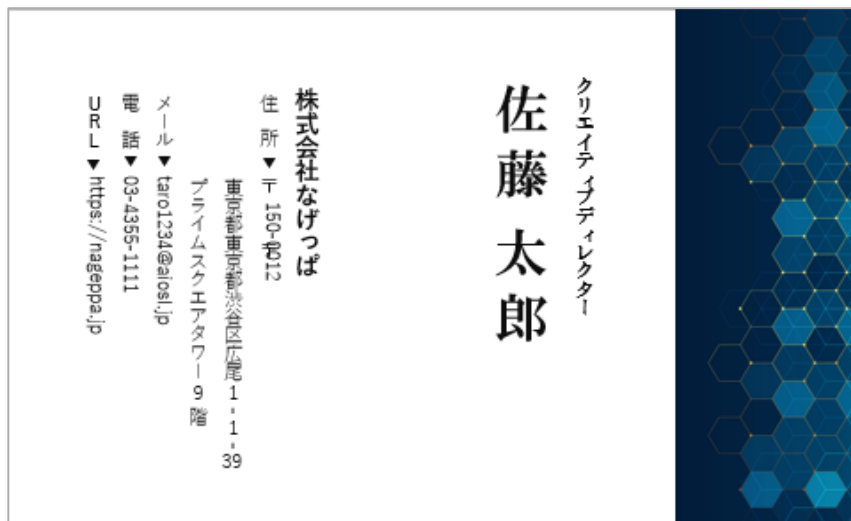 クリエイティブディレクター
佐藤 太郎
株式会社なげっぱ
住 所▼〒 150-0012
東京都東京都渋谷区広尾1-1-39
プライムスクエアタワー9階
メール▼taro1234@aiosl.jp
電 話▼03-4355-1111
URL▼https://nageppa.jp